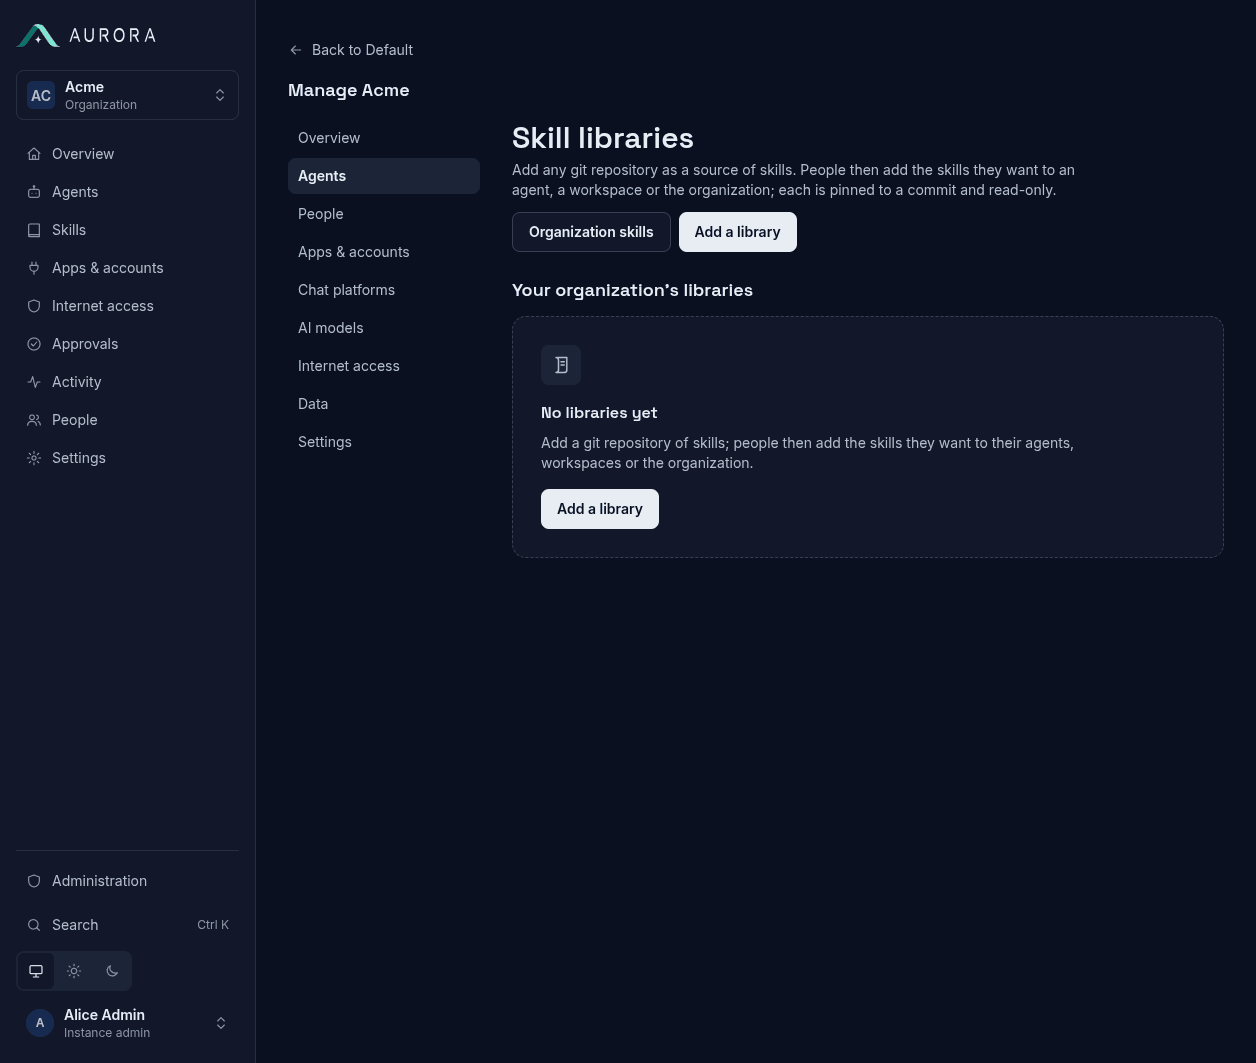 AURORA
AC
Acme
Organization
Overview
Agents
Skills
Apps & accounts
Internet access
Approvals
Activity
People
Settings
Administration
Search
Ctrl K
A
Alice Admin
Instance admin
Back to Default
Manage Acme
Overview
Agents
People
Apps & accounts
Chat platforms
AI models
Internet access
Data
Settings
Skill libraries
Add any git repository as a source of skills. People then add the skills they want to an
agent, a workspace or the organization; each is pinned to a commit and read-only.
Organization skills
Add a library
Your organization’s libraries
No libraries yet
Add a git repository of skills; people then add the skills they want to their agents,
workspaces or the organization.
Add a library